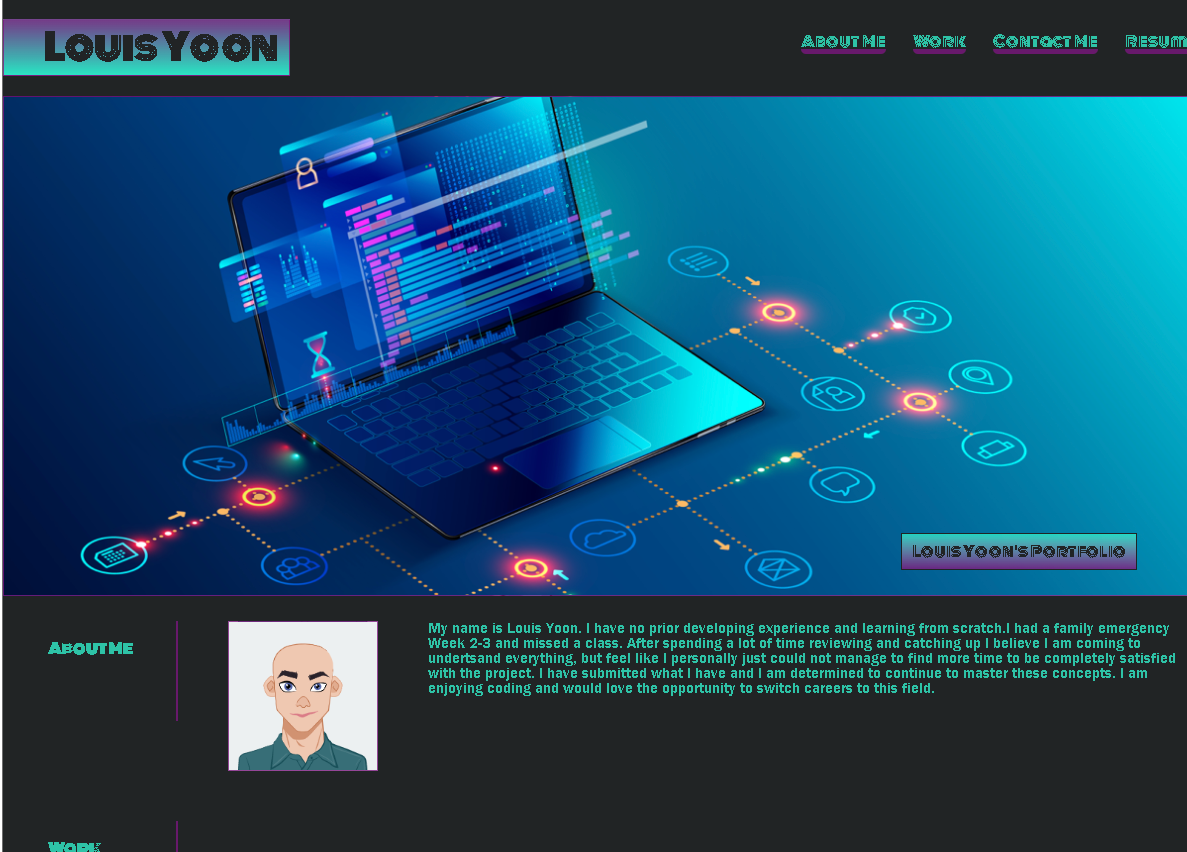 Louis Yoon
About Me
Work
Contact Me
Resum
Louis Yoon's Portfolio
About Me
My name is Louis Yoon. I have no prior developing experience and learning from scratch.I had a family emergency
Week 2-3 and missed a class. After spending a lot of time reviewing and catching up I believe I am coming to
undertsand everything, but feel like I personally just could not manage to find more time to be completely satisfied
with the project. I have submitted what I have and I am determined to continue to master these concepts. I am
enjoying coding and would love the opportunity to switch careers to this field.
Work